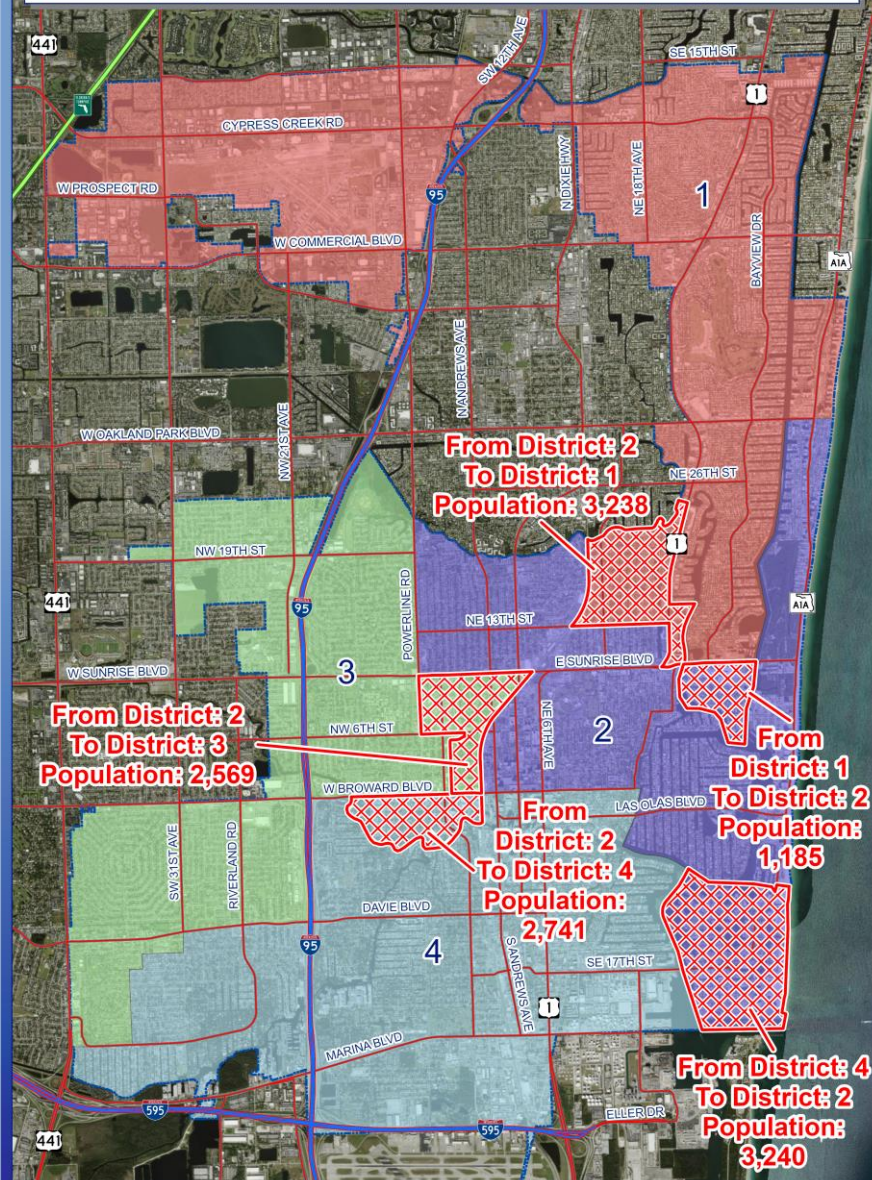 441
SW 12TH AVE
SE 15TH ST
1
CYPRESS CREEK RD
N DIXIE HWY
NE 18TH AVE
W PROSPECT RD
95
1
W COMMERCIAL BLVD
BAYVIEW DR
A1A
N ANDREWS AVE
NW 21ST AVE
W OAKLAND PARK BLVD
From District: 2
To District: 1
Population: 3,238
NE 26TH ST
1
NW 19TH ST
441
95
POWERLINE RD
NE 13TH ST
A1A
W SUNRISE BLVD
3
E SUNRISE BLVD
From District: 2
To District: 3
Population: 2,569
NW 6TH ST
NE 6TH AVE
2
From
District: 1
To District: 2
Population:
1,185
W BROWARD BLVD
LAS OLAS BLVD
From
District: 2
To District: 4
Population:
2,741
SW 31ST AVE
RIVERLAND RD
DAVIE BLVD
95
4
S ANDREWS AVE
SE 17TH ST
1
MARINA BLVD
From District: 4
To District: 2
Population:
3,240
595
595
ELLER DR
441